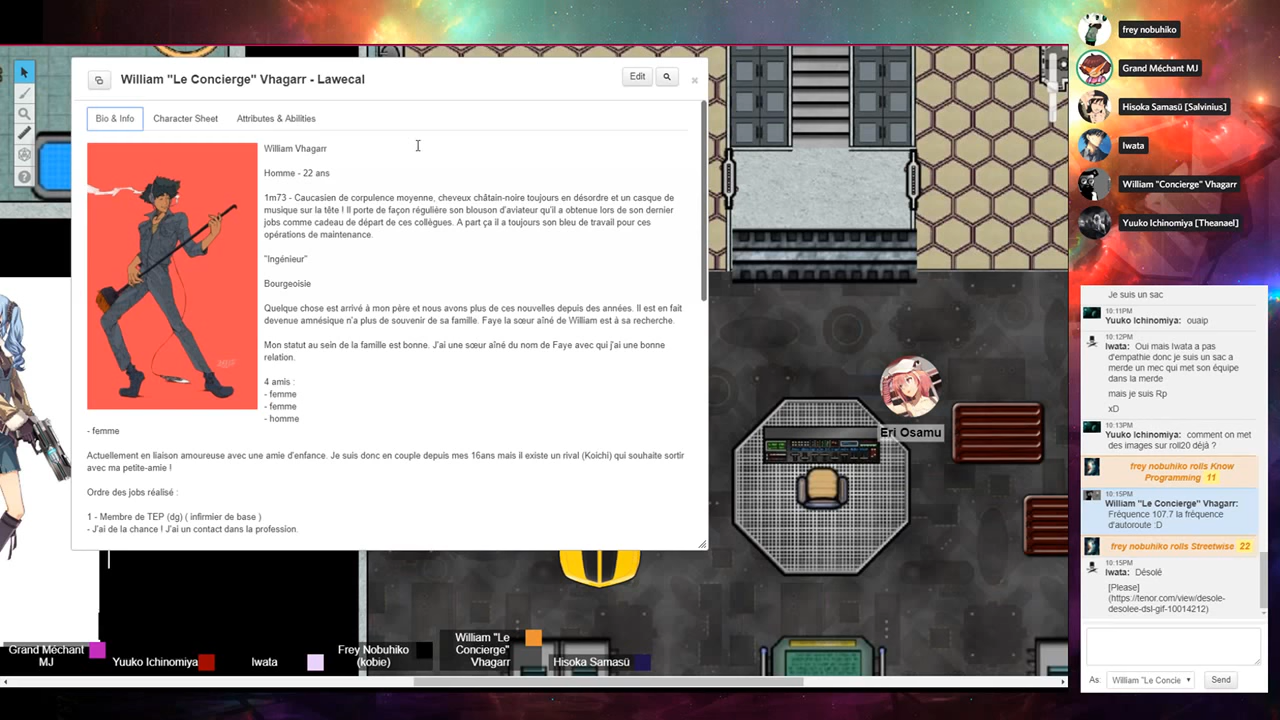 William "Le Concierge" Vhagarr - Lawecal
Edit
Bio & Info
Character Sheet
Attributes & Abilities
William Vhagarr
Homme - 22 ans
1m73 - Caucasien de corpulence moyenne, cheveux châtain-noire toujours en désordre et un casque de
musique sur la tête ! Il porte de façon régulière son blouson d'aviateur qu'il a obtenue lors de son dernier
jobs comme cadeau de départ de ces collègues. A part ça il a toujours son bleu de travail pour ces
opérations de maintenance.
"Ingénieur"
Bourgeoisie
Quelque chose est arrivé à mon père et nous avons plus de ces nouvelles depuis des années. Il est en fait
devenue amnésique n'a plus de souvenir de sa famille. Faye la sœur aîné de William est à sa recherche.
Mon statut au sein de la famille est bonne. J'ai une sœur aîné du nom de Faye avec qui j'ai une bonne
relation.
4 amis :
- femme
- femme
- homme
- femme
Actuellement en liaison amoureuse avec une amie d'enfance. Je suis donc en couple depuis mes 16ans mais il existe un rival (Koichi) qui souhaite sortir
avec ma petite-amie !
Ordre des jobs réalisé :
1 - Membre de TEP (dg) ( infirmier de base )
- J'ai de la chance ! J'ai un contact dans la profession.
Eri Osamu
Grand Méchant
MJ
Yuuko Ichinomiya
Iwata
Frey Nobuhiko
(kobie)
William "Le
Concierge"
Vhagarr
Hisoka Samasū
frey nobuhiko
Grand Méchant MJ
Hisoka Samasū [Salvinius]
Iwata
William "Concierge" Vhagarr
Yuuko Ichinomiya [Theanael]
Je suis un sac
10:11PM
Yuuko Ichinomiya: ouaip
10:12PM
Iwata: Oui mais Iwata a pas
d'empathie donc je suis un sac a
merde un mec qui met son équipe
dans la merde
mais je suis Rp
xD
10:13PM
Yuuko Ichinomiya: comment on met
des images sur roll20 déjà ?
frey nobuhiko rolls Know
Programming 11
10:15PM
William "Le Concierge" Vhagarr:
Fréquence 107.7 la fréquence
d'autoroute :D
frey nobuhiko rolls Streetwise 22
10:15PM
Iwata: Désolé
[Please]
(https://tenor.com/view/desole-
desolee-dsl-gif-10014212)
As:
William "Le Concie
Send